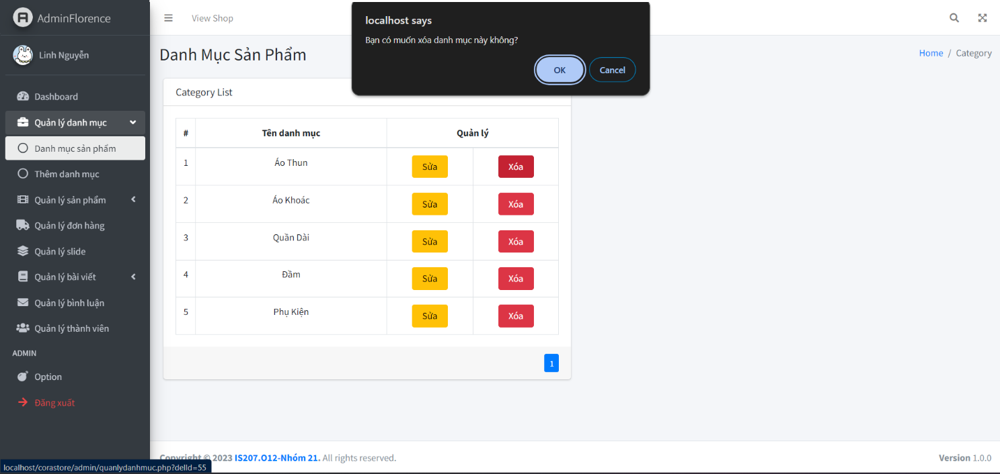 AdminFlorence
View Shop
localhost says
Bạn có muốn xóa danh mục này không?
OK
Cancel
Linh Nguyễn
Danh Mục Sản Phẩm
Home / Category
Dashboard
Quản lý danh mục
Danh mục sản phẩm
Thêm danh mục
Quản lý sản phẩm
Quản lý đơn hàng
Quản lý slide
Quản lý bài viết
Quản lý bình luận
Quản lý thành viên
ADMIN
Option
Đăng xuất
Category List
# Tên danh mục Quản lý
1 Áo Thun Sửa Xóa
2 Áo Khoác Sửa Xóa
3 Quần Dài Sửa Xóa
4 Đầm Sửa Xóa
5 Phụ Kiện Sửa Xóa
1
Copyright © 2023 IS207.O12-Nhóm 21. All rights reserved.
Version 1.0.0
localhost/corastore/admin/quanlydanhmuc.php?delId=55